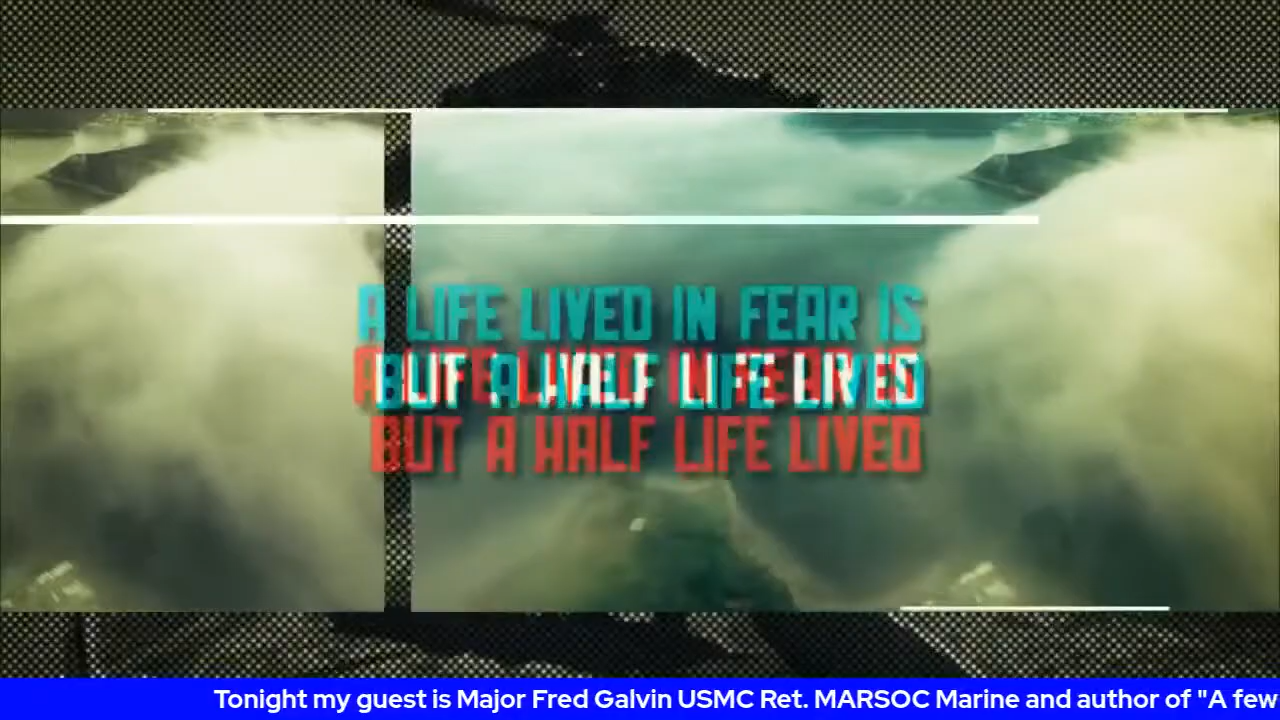 A LIFE LIVED IN FEAR IS
BUT A HALF LIFE LIVED
BUT A HALF LIFE LIVED
Tonight my guest is Major Fred Galvin USMC Ret. MARSOC Marine and author of "A few